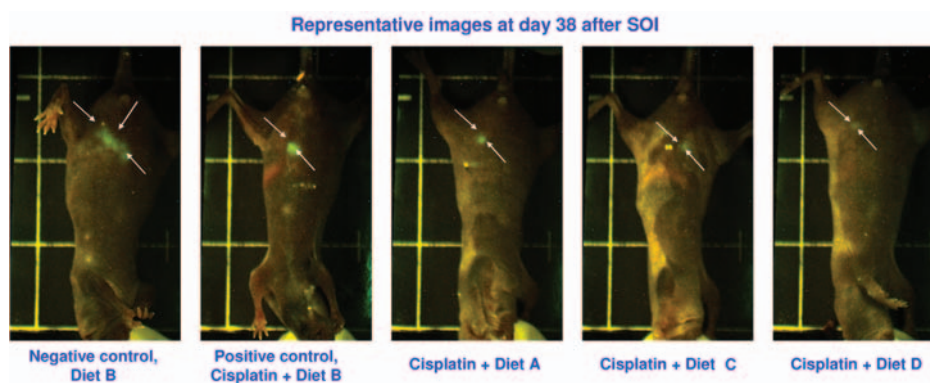 Representative images at day 38 after SOI
Negative control,
Diet B
Positive control,
Cisplatin + Diet B
Cisplatin + Diet A
Cisplatin + Diet C
Cisplatin + Diet D